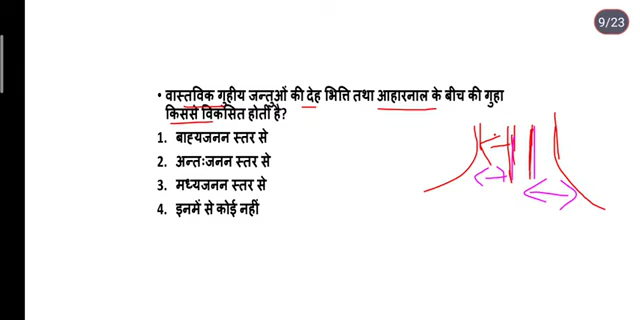 9/23
• वास्तविक गृहीय जन्तुओं की देह भित्ति तथा आहारनाल के बीच की गुहा
किससे विकसित होती है?
1. बाह्यजनन स्तर से
2. अन्तःजनन स्तर से
3. मध्यजनन स्तर से
4. इनमें से कोई नहीं